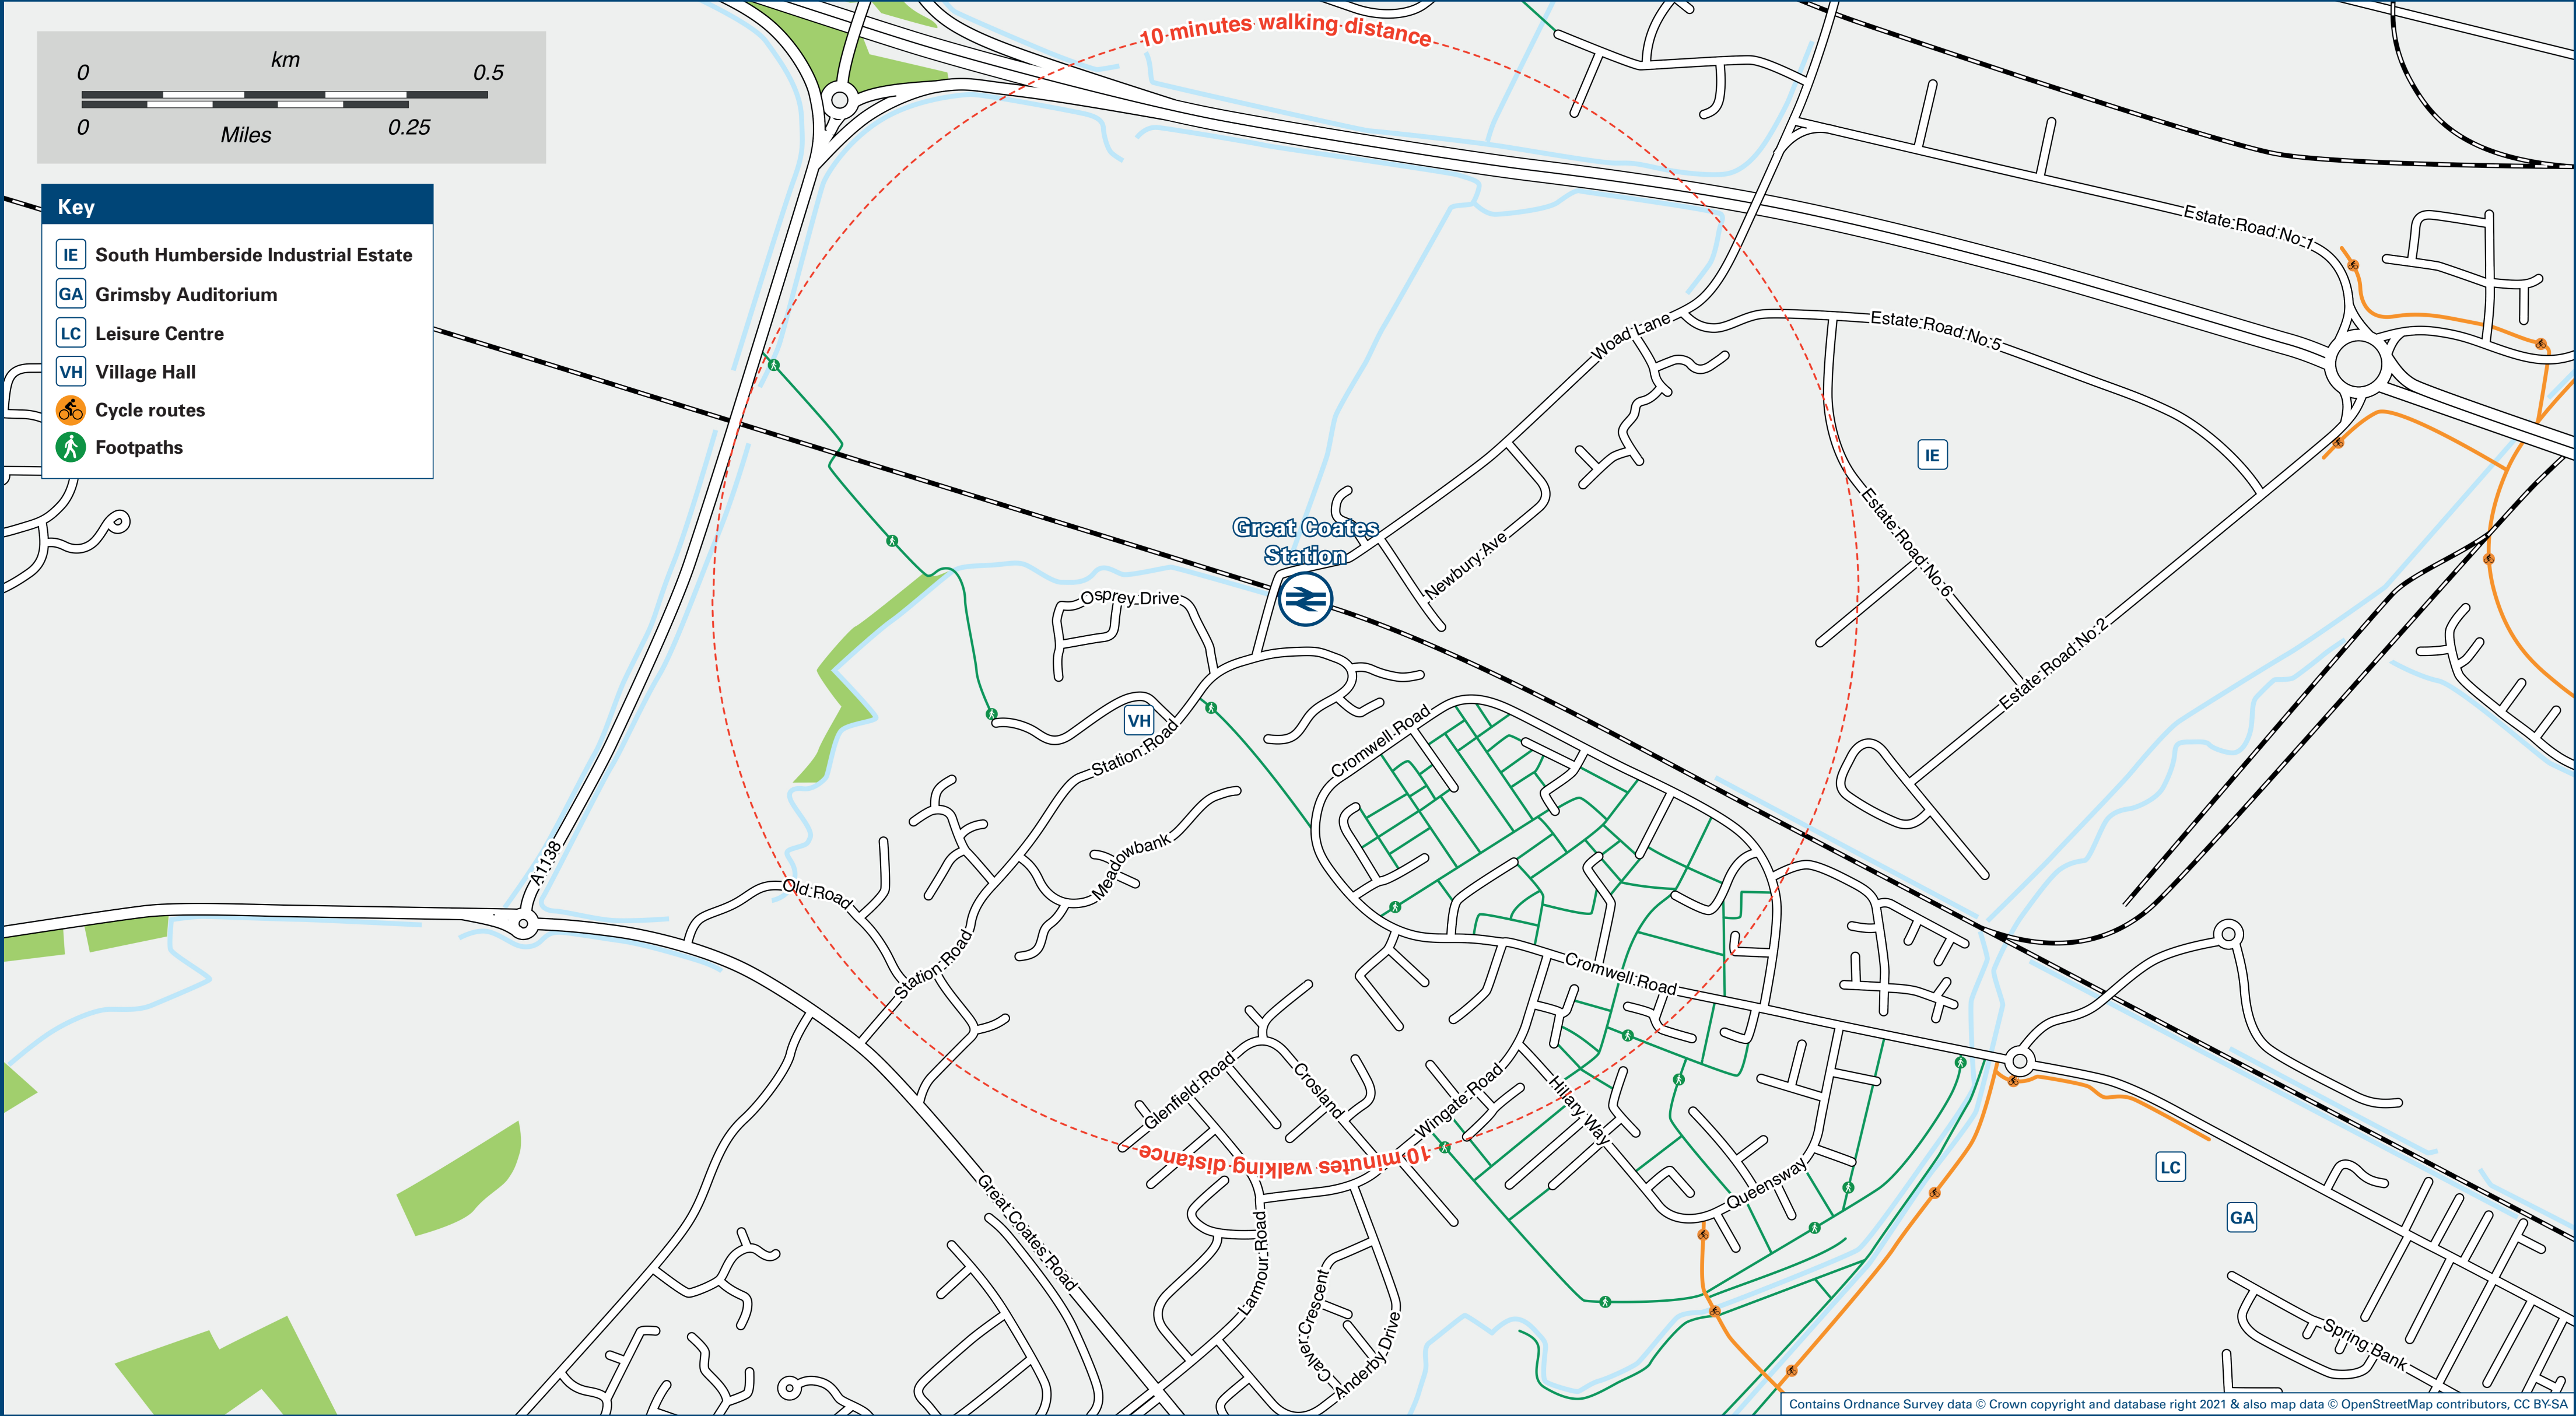 10 minutes walking distance
km
0 0.5
0 0.25
Miles
Key
IE South Humberside Industrial Estate
GA Grimsby Auditorium
LC Leisure Centre
VH Village Hall
Cycle routes
Footpaths
Estate Road No.1
Woad Lane
Estate Road No.5
IE
Estate Road No.6
Great Coates
Station
Newbury Ave
Osprey Drive
Estate Road No.2
VH
Station Road
Cromwell Road
A1138
Meadowbank
Old Road
Station Road
Cromwell Road
Glenfield Road
Crosland
Wingate Road
Hillary Way
10 minutes walking distance
Queensway
LC
GA
Great Coates Road
Larmour Road
Calver Crescent
Anderby Drive
Spring Bank
Contains Ordnance Survey data © Crown copyright and database right 2021 & also map data © OpenStreetMap contributors, CC BY-SA